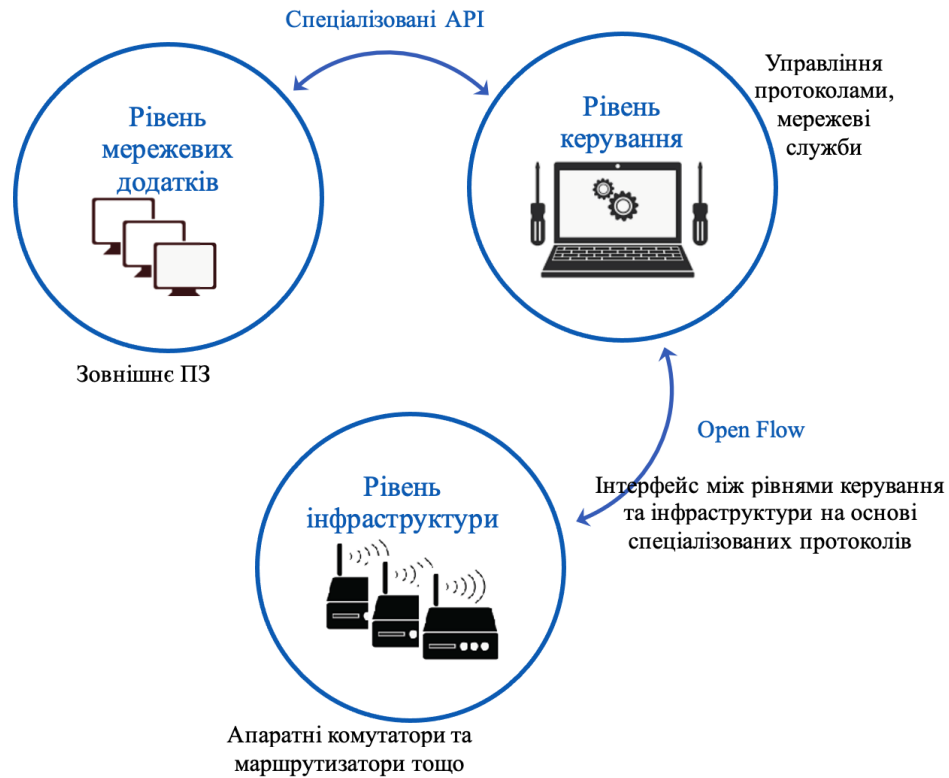 Спеціалізовані API
Рівень
мережевих
додатків
Зовнішнє ПЗ
Рівень
керування
Управління
протоколами,
мережеві
служби
Open Flow
Інтерфейс між рівнями керування
та інфраструктури на основі
спеціалізованих протоколів
Рівень
інфраструктури
Апаратні комутатори та
маршрутизатори тощо